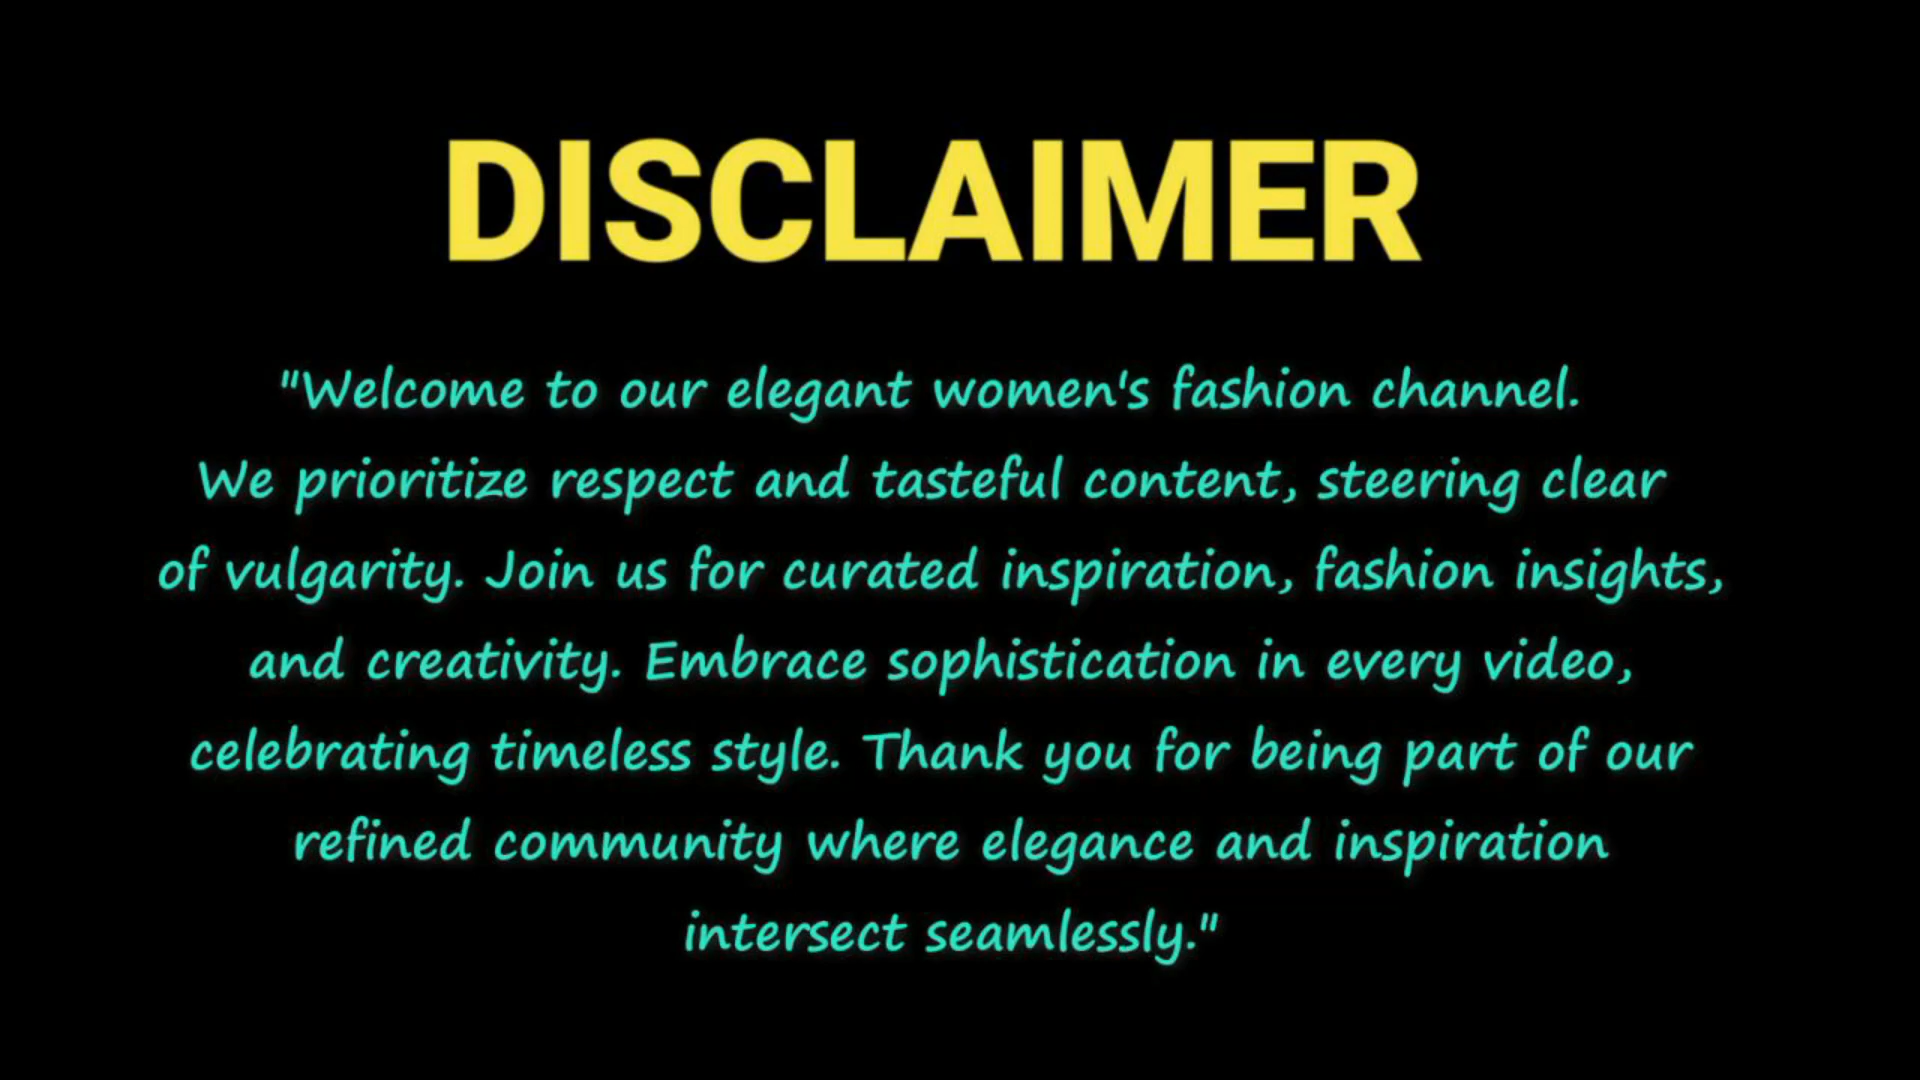 DISCLAIMER
"Welcome to our elegant women's fashion channel.
We prioritize respect and tasteful content, steering clear
of vulgarity. Join us for curated inspiration, fashion insights,
and creativity. Embrace sophistication in every video,
celebrating timeless style. Thank you for being part of our
refined community where elegance and inspiration
intersect seamlessly."